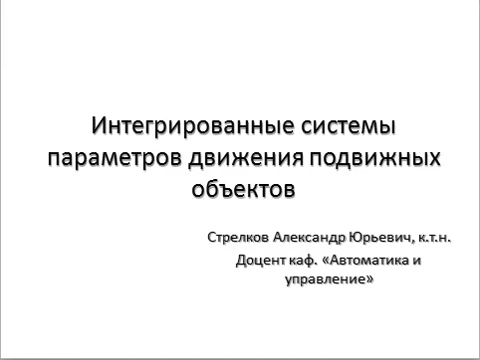 Интегрированные системы
параметров движения подвижных
объектов
Стрелков Александр Юрьевич, к.т.н.
Доцент каф. «Автоматика и
управление»